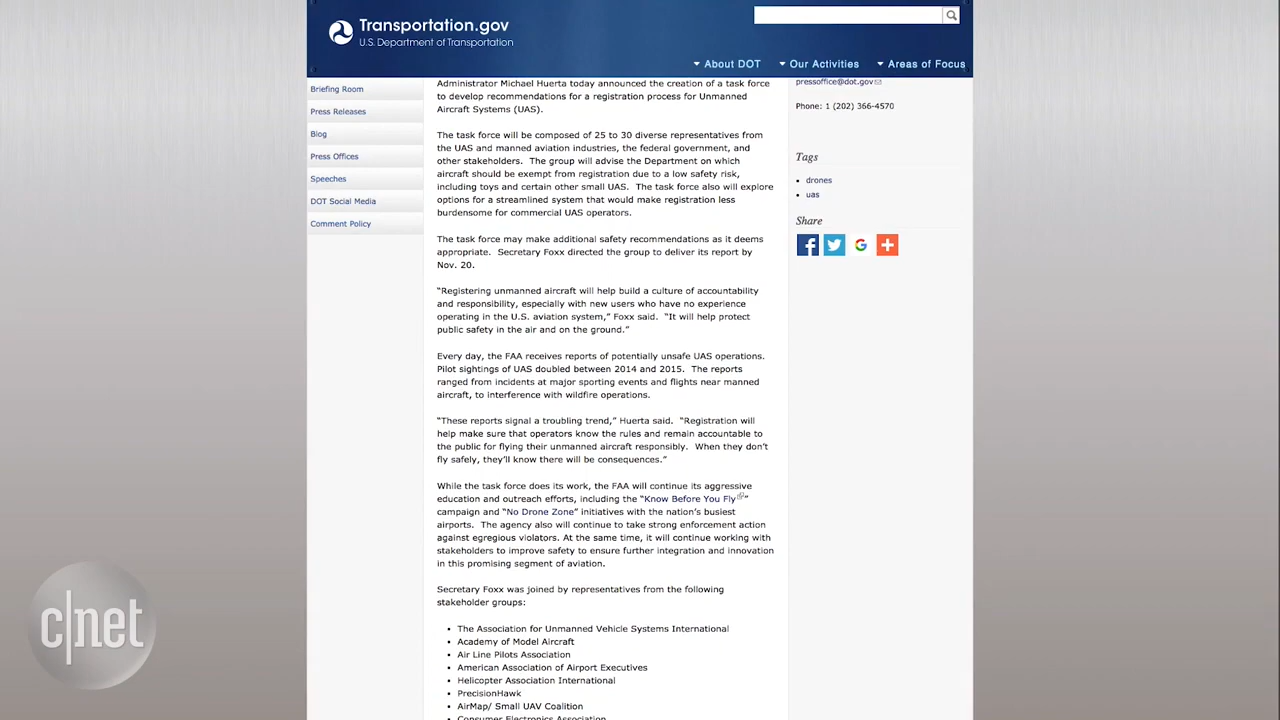 Transportation.gov
U.S. Department of Transportation
About DOT
Our Activities
Areas of Focus
Briefing Room
Press Releases
Blog
Press Offices
Speeches
DOT Social Media
Comment Policy
Administrator Michael Huerta today announced the creation of a task force
to develop recommendations for a registration process for Unmanned
Aircraft Systems (UAS).
The task force will be composed of 25 to 30 diverse representatives from
the UAS and manned aviation industries, the federal government, and
other stakeholders.  The group will advise the Department on which
aircraft should be exempt from registration due to a low safety risk,
including toys and certain other small UAS.  The task force also will explore
options for a streamlined system that would make registration less
burdensome for commercial UAS operators.
The task force may make additional safety recommendations as it deems
appropriate.  Secretary Foxx directed the group to deliver its report by
Nov. 20.
“Registering unmanned aircraft will help build a culture of accountability
and responsibility, especially with new users who have no experience
operating in the U.S. aviation system,” Foxx said.  “It will help protect
public safety in the air and on the ground.”
Every day, the FAA receives reports of potentially unsafe UAS operations.
Pilot sightings of UAS doubled between 2014 and 2015.  The reports
ranged from incidents at major sporting events and flights near manned
aircraft, to interference with wildfire operations.
“These reports signal a troubling trend,” Huerta said.  “Registration will
help make sure that operators know the rules and remain accountable to
the public for flying their unmanned aircraft responsibly.  When they don’t
fly safely, they’ll know there will be consequences.”
While the task force does its work, the FAA will continue its aggressive
education and outreach efforts, including the “Know Before You Fly”
campaign and “No Drone Zone” initiatives with the nation’s busiest
airports.  The agency also will continue to take strong enforcement action
against egregious violators. At the same time, it will continue working with
stakeholders to improve safety to ensure further integration and innovation
in this promising segment of aviation.
Secretary Foxx was joined by representatives from the following
stakeholder groups:
• The Association for Unmanned Vehicle Systems International
• Academy of Model Aircraft
• Air Line Pilots Association
• American Association of Airport Executives
• Helicopter Association International
• PrecisionHawk
• AirMap/ Small UAV Coalition
• Consumer Electronics Association
pressoffice@dot.gov
Phone: 1 (202) 366-4570
Tags
• drones
• uas
Share
c|net